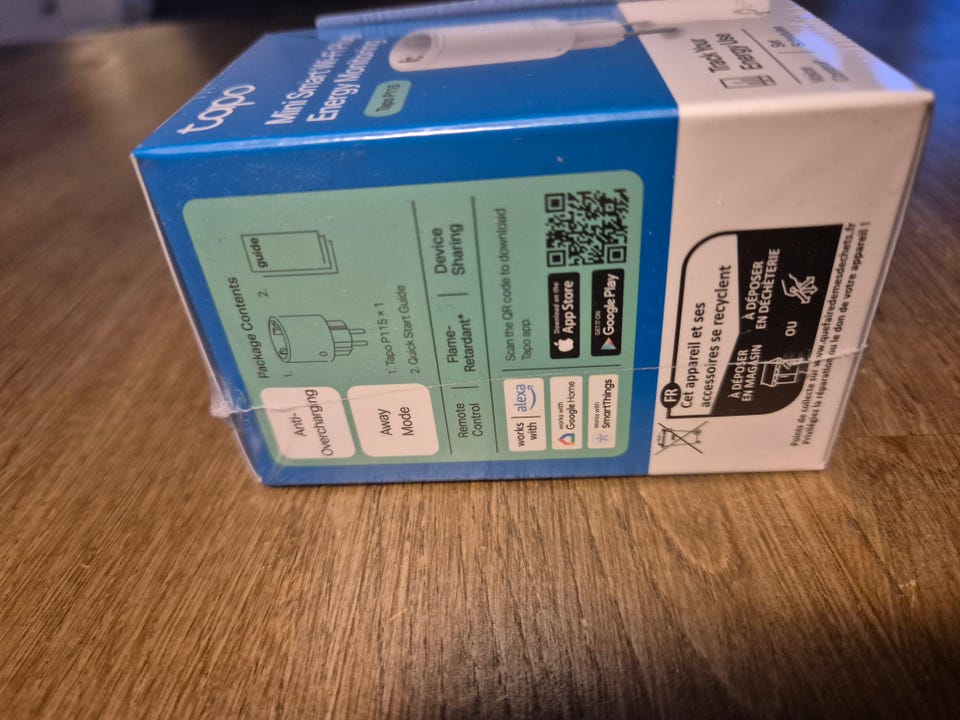 tapo
Mini Smart Wi-Fi Plug
Energy Monitoring
Tapo P115
Track Your
Energy Use
Set
Package Contents
1.
2.
guide
1. Tapo P115 × 1
2. Quick Start Guide
Anti-
Overcharging
Away
Mode
Remote
Control
Flame-
Retardant*
Device
Sharing
Scan the QR code to download
Tapo app.
works
with
alexa
works with
Google Home
Works with
SmartThings
Download on the
App Store
GET IT ON
Google Play
FR
Cet appareil et ses
accessoires se recyclent
À DÉPOSER
EN MAGASIN
OU
À DÉPOSER
EN DÉCHÈTERIE
Points de collecte sur www.quefairedemesdechets.fr
Privilégiez la réparation ou le don de votre appareil !